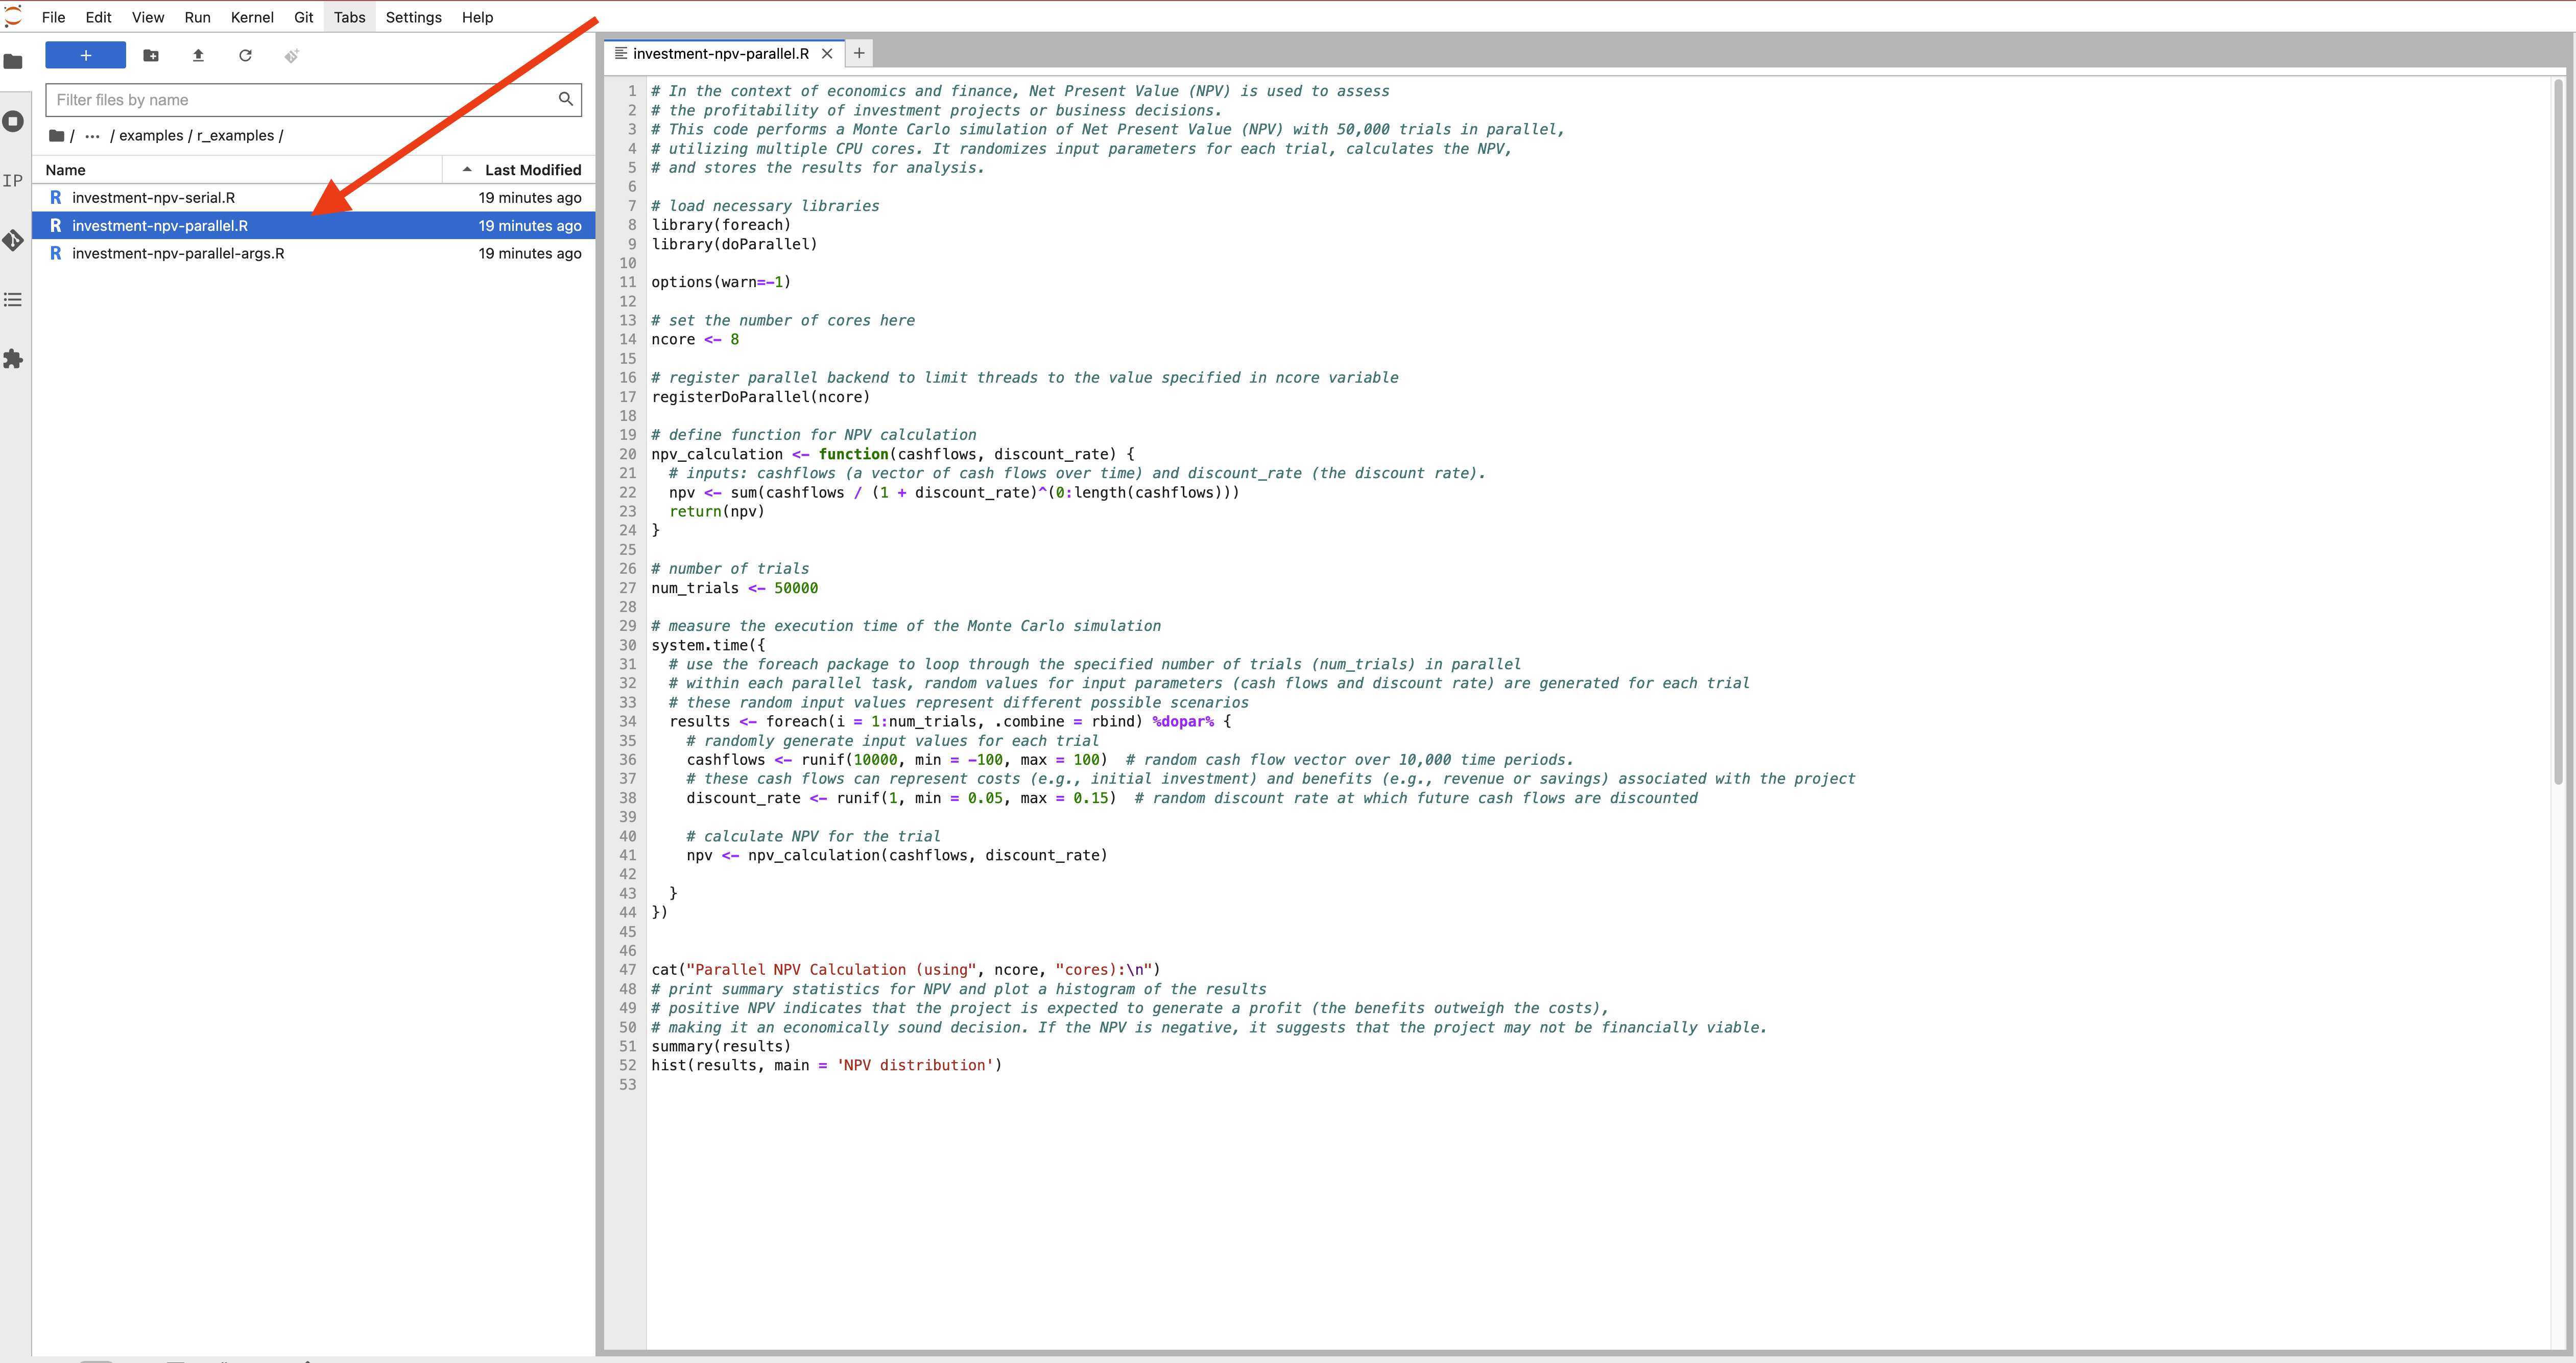 File Edit View Run Kernel Git Tabs Settings Help
+
Filter files by name
/ ... / examples / r_examples /
Name Last Modified
R investment-npv-serial.R 19 minutes ago
R investment-npv-parallel.R 19 minutes ago
R investment-npv-parallel-args.R 19 minutes ago
IP
investment-npv-parallel.R × +
1 # In the context of economics and finance, Net Present Value (NPV) is used to assess
2 # the profitability of investment projects or business decisions.
3 # This code performs a Monte Carlo simulation of Net Present Value (NPV) with 50,000 trials in parallel,
4 # utilizing multiple CPU cores. It randomizes input parameters for each trial, calculates the NPV,
5 # and stores the results for analysis.
6
7 # load necessary libraries
8 library(foreach)
9 library(doParallel)
10
11 options(warn=-1)
12
13 # set the number of cores here
14 ncore <- 8
15
16 # register parallel backend to limit threads to the value specified in ncore variable
17 registerDoParallel(ncore)
18
19 # define function for NPV calculation
20 npv_calculation <- function(cashflows, discount_rate) {
21   # inputs: cashflows (a vector of cash flows over time) and discount_rate (the discount rate).
22   npv <- sum(cashflows / (1 + discount_rate)^(0:length(cashflows)))
23   return(npv)
24 }
25
26 # number of trials
27 num_trials <- 50000
28
29 # measure the execution time of the Monte Carlo simulation
30 system.time({
31   # use the foreach package to loop through the specified number of trials (num_trials) in parallel
32   # within each parallel task, random values for input parameters (cash flows and discount rate) are generated for each trial
33   # these random input values represent different possible scenarios
34   results <- foreach(i = 1:num_trials, .combine = rbind) %dopar% {
35     # randomly generate input values for each trial
36     cashflows <- runif(10000, min = -100, max = 100)  # random cash flow vector over 10,000 time periods.
37     # these cash flows can represent costs (e.g., initial investment) and benefits (e.g., revenue or savings) associated with the project
38     discount_rate <- runif(1, min = 0.05, max = 0.15)  # random discount rate at which future cash flows are discounted
39
40     # calculate NPV for the trial
41     npv <- npv_calculation(cashflows, discount_rate)
42
43   }
44 })
45
46
47 cat("Parallel NPV Calculation (using", ncore, "cores):\n")
48 # print summary statistics for NPV and plot a histogram of the results
49 # positive NPV indicates that the project is expected to generate a profit (the benefits outweigh the costs),
50 # making it an economically sound decision. If the NPV is negative, it suggests that the project may not be financially viable.
51 summary(results)
52 hist(results, main = 'NPV distribution')
53